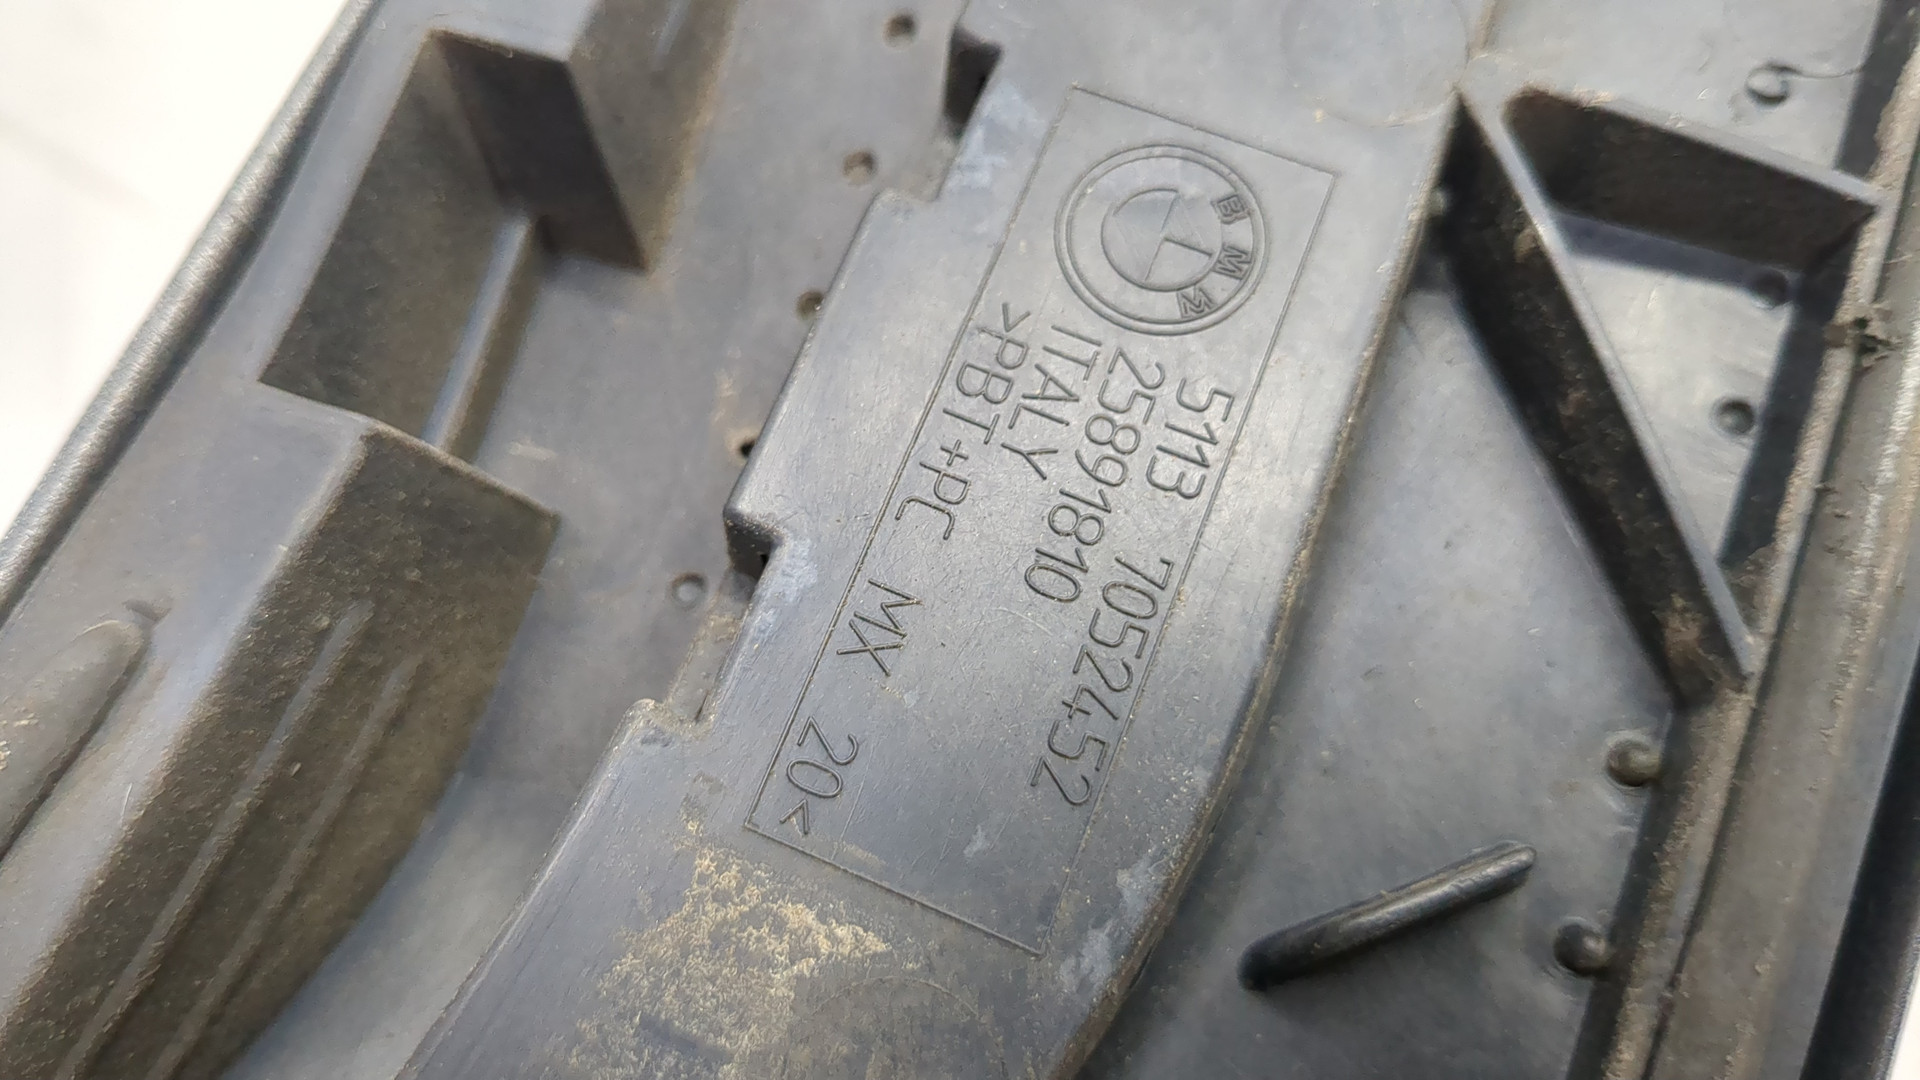 BMW
5113 7052452
25891810
ITALY
>PBT+PC MX 20<